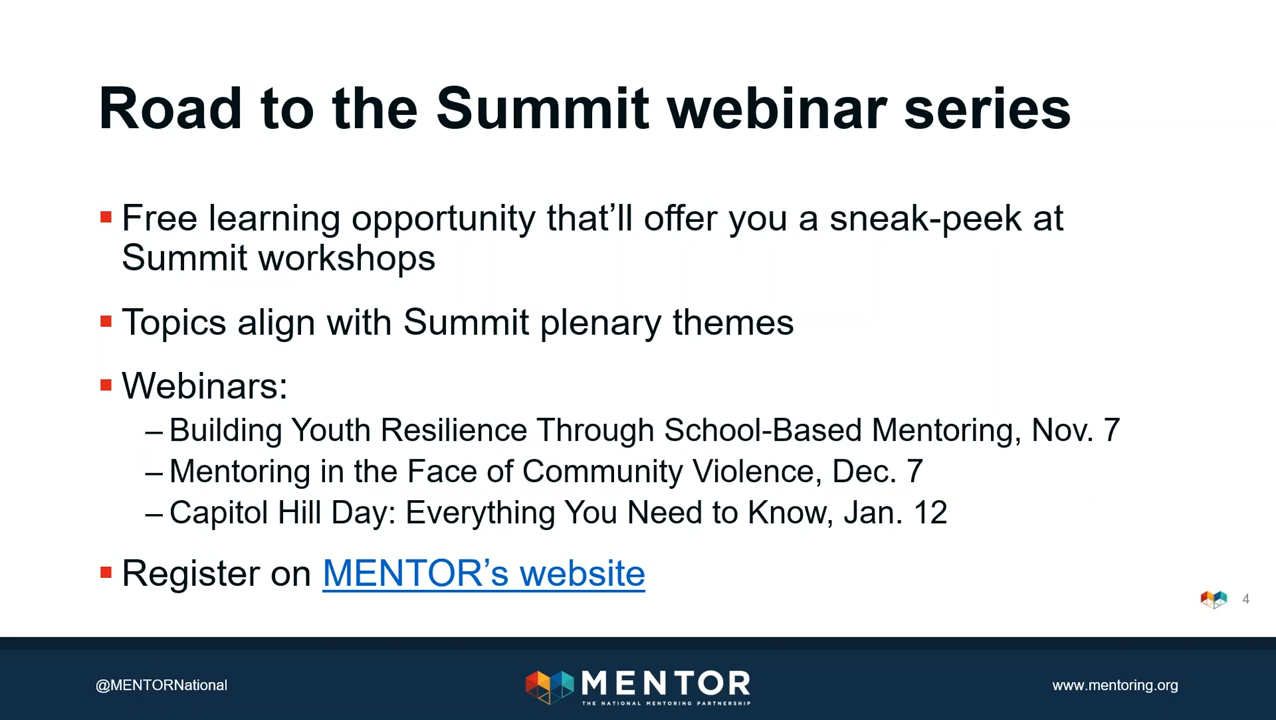 Road to the Summit webinar series
▪ Free learning opportunity that’ll offer you a sneak-peek at
Summit workshops
▪ Topics align with Summit plenary themes
▪ Webinars:
– Building Youth Resilience Through School-Based Mentoring, Nov. 7
– Mentoring in the Face of Community Violence, Dec. 7
– Capitol Hill Day: Everything You Need to Know, Jan. 12
▪ Register on MENTOR’s website
4
@MENTORNational
MENTOR
THE NATIONAL MENTORING PARTNERSHIP
www.mentoring.org